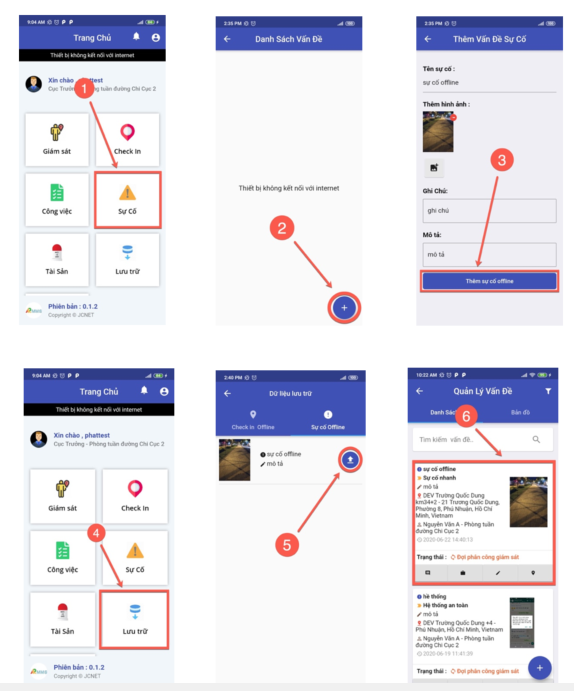 9:04 AM
Trang Chủ
Thiết bị không kết nối với internet
Xin chào , phattest
Cục Trưởng - Phòng tuần đường Chi Cục 2
1
Giám sát
Check In
Công việc
Sự Cố
Tài Sản
Lưu trữ
Phiên bản : 0.1.2
Copyright © JCNET
2:35 PM
Danh Sách Vấn Đề
Thiết bị không kết nối với internet
2
+
2:35 PM
Thêm Vấn Đề Sự Cố
Tên sự cố :
sự cố offline
Thêm hình ảnh :
3
Ghi Chú:
ghi chú
Mô tả:
mô tả
Thêm sự cố offline
9:04 AM
Trang Chủ
Thiết bị không kết nối với internet
Xin chào , phattest
Cục Trưởng - Phòng tuần đường Chi Cục 2
Giám sát
Check In
4
Công việc
Sự Cố
Tài Sản
Lưu trữ
Phiên bản : 0.1.2
Copyright © JCNET
2:40 PM
Dữ liệu lưu trữ
Check in Offline
Sự cố Offline
sự cố offline
mô tả
5
10:22 AM
Quản Lý Vấn Đề
Danh
6
Bản đồ
Tìm kiếm vấn đề..
sự cố offline
Sự cố nhanh
mô tả
DEV Trương Quốc Dung
km34+2 - 21 Trương Quốc Dung,
Phường 8, Phú Nhuận, Hồ Chí
Minh, Vietnam
Nguyễn Văn A - Phòng tuần
đường Chi Cục 2
2020-06-22 14:40:13
Trạng thái : Đợi phân công giám sát
hè thống
Hệ thống an toàn
mô tả
DEV Trương Quốc Dung +4 -
Phú Nhuận, Hồ Chí Minh, Vietnam
Nguyễn Văn A - Phòng tuần
đường Chi Cục 2
2020-06-19 11:41:39
Trạng thái : Đợi phân công giám sát
+